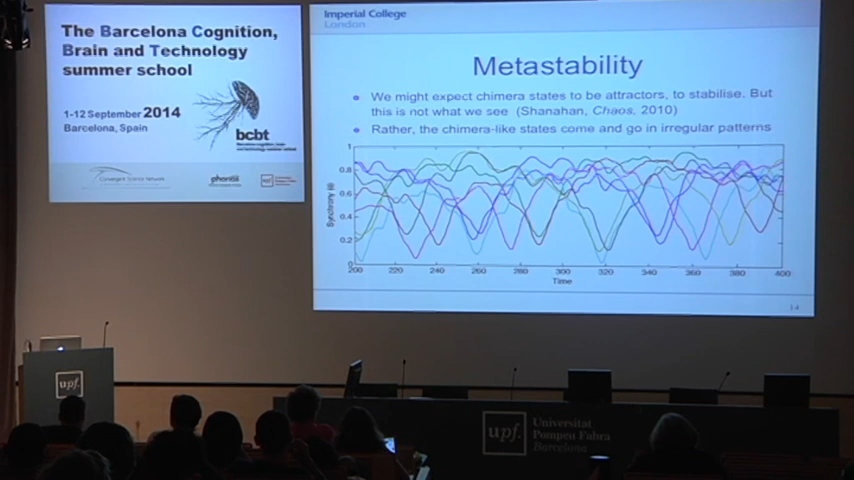 The Barcelona Cognition,
Brain and Technology
summer school
1-12 September 2014
Barcelona, Spain
bcbt
Convergent Science Network
phonos
Imperial College
London
Metastability
We might expect chimera states to be attractors, to stabilise. But
this is not what we see (Shanahan, Chaos, 2010)
Rather, the chimera-like states come and go in irregular patterns
1
0.8
0.6
0.4
0.2
0
Synchrony (ϕ)
200 220 240 260 280 300 320 340 360 380 400
Time
14
upf.
upf.
Universitat
Pompeu Fabra
Barcelona